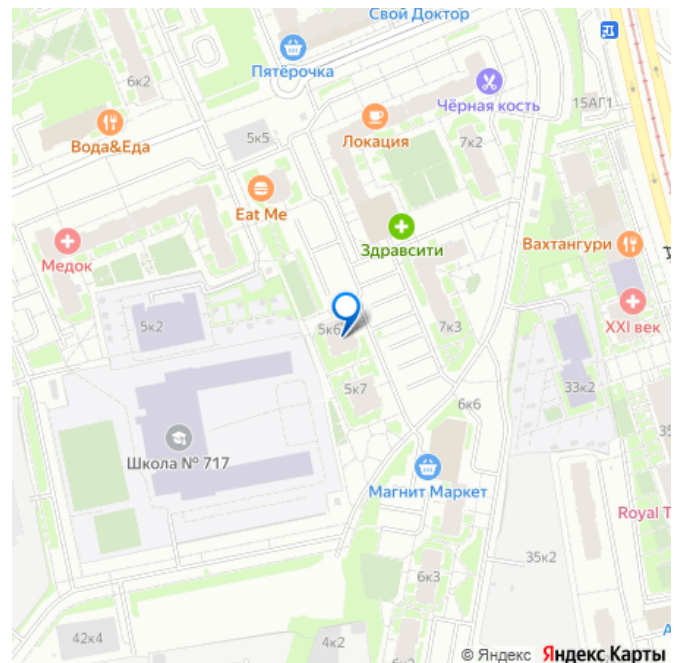 Свой Доктор
Пятёрочка
6к2
Чёрная кость
15АГ1
Вода&Еда
5к5
Локация
7к2
Eat Me
Здравсити
Вахтангури
Медок
XXI век
5к2
5к6
7к3
5к7
33к2
6к6
Школа № 717
Магнит Маркет
35
Royal T
35к2
6к3
42к4
4к2
6к2
© Яндекс Яндекс Карты